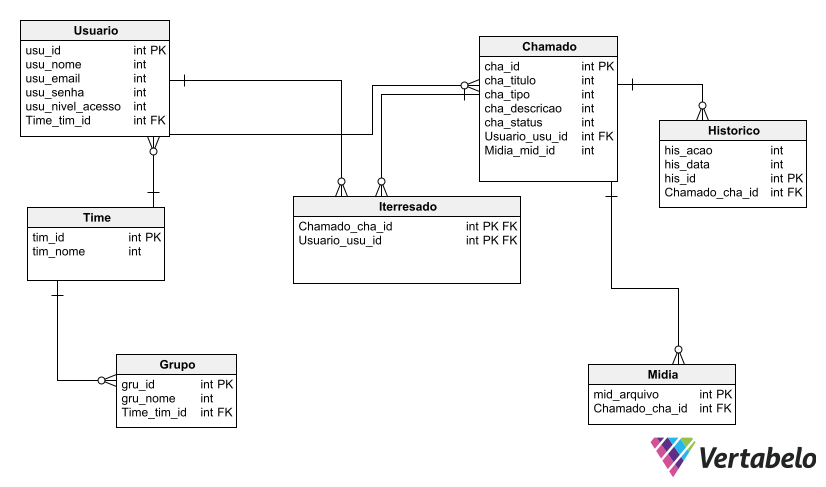 Usuario
usu_id int PK
usu_nome int
usu_email int
usu_senha int
usu_nivel_acesso int
Time_tim_id int FK
Chamado
cha_id int PK
cha_titulo int
cha_tipo int
cha_descricao int
cha_status int
Usuario_usu_id int FK
Midia_mid_id int
Historico
his_acao int
his_data int
his_id int PK
Chamado_cha_id int FK
Iterresado
Chamado_cha_id int PK FK
Usuario_usu_id int PK FK
Time
tim_id int PK
tim_nome int
Grupo
gru_id int PK
gru_nome int
Time_tim_id int FK
Midia
mid_arquivo int PK
Chamado_cha_id int FK
Vertabelo